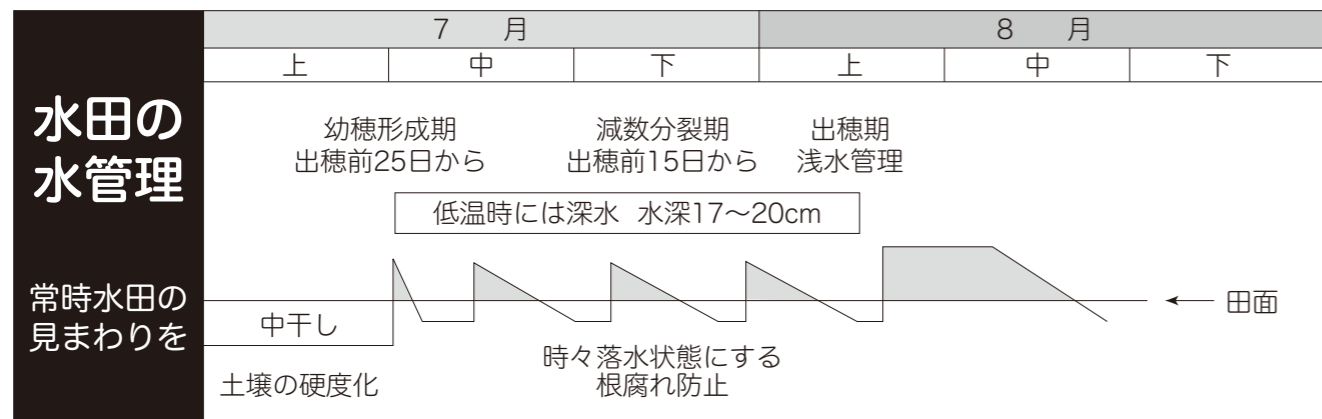 水田の
水管理
常時水田の
見まわりを
7 月
8 月
上 中 下 上 中 下
幼穂形成期
出穂前25日から
減数分裂期
出穂前15日から
出穂期
浅水管理
低温時には深水 水深17〜20cm
田面
中干し
土壌の硬度化
時々落水状態にする
根腐れ防止